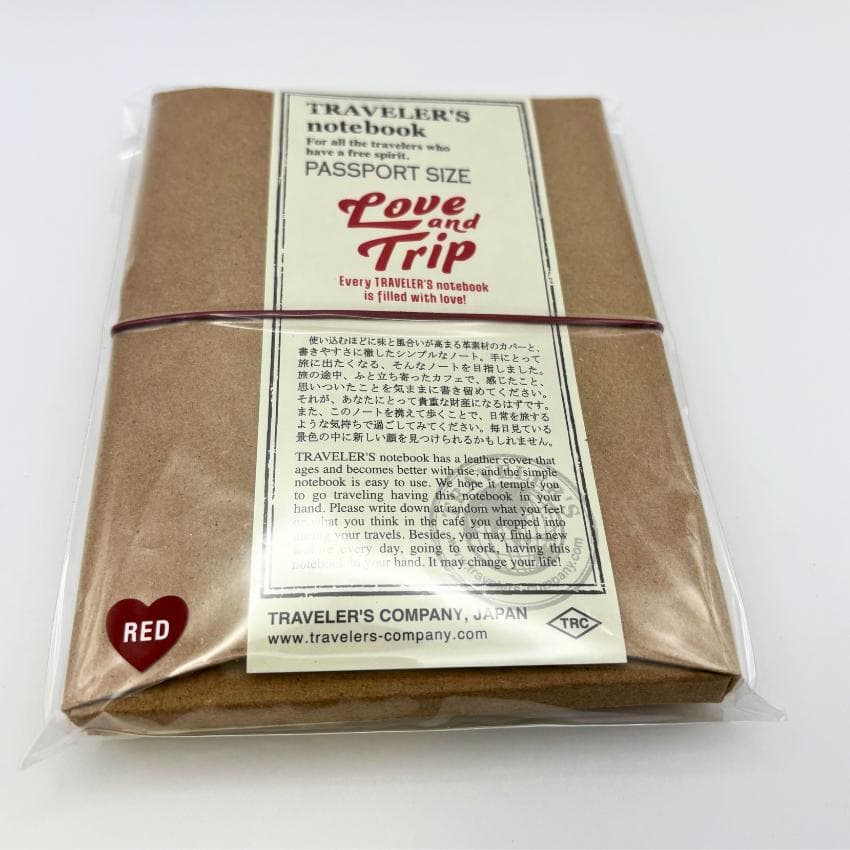 TRAVELER'S
notebook
For all the travelers who
have a free spirit.
PASSPORT SIZE
Love
and
Trip
Every TRAVELER'S notebook
is filled with love!
使い込むほどに味と風合いが高まる革素材のカバーと、
書きやすさに徹したシンプルなノート。手にとって
旅に出たくなる、そんなノートを目指しました。
旅の途中、ふと立ち寄ったカフェで、感じたこと、
思いついたことを気ままに書き留めてください。
それが、あなたにとって貴重な財産になるはずです。
また、このノートを携えて歩くことで、日常を旅する
ような気持ちで過ごしてみてください。毎日見ている
景色の中に新しい顔を見つけられるかもしれません。
TRAVELER'S notebook has a leather cover that
ages and becomes better with use, and the simple
notebook is easy to use. We hope it tempts you
to go traveling having this notebook in your
hand. Please write down at random what you feel
or what you think in the café you dropped into
during your travels. Besides, you may find a new
every day, going to work, having this
notebook in your hand. It may change your life!
TRAVELER'S COMPANY, JAPAN
www.travelers-company.com
TRC
RED